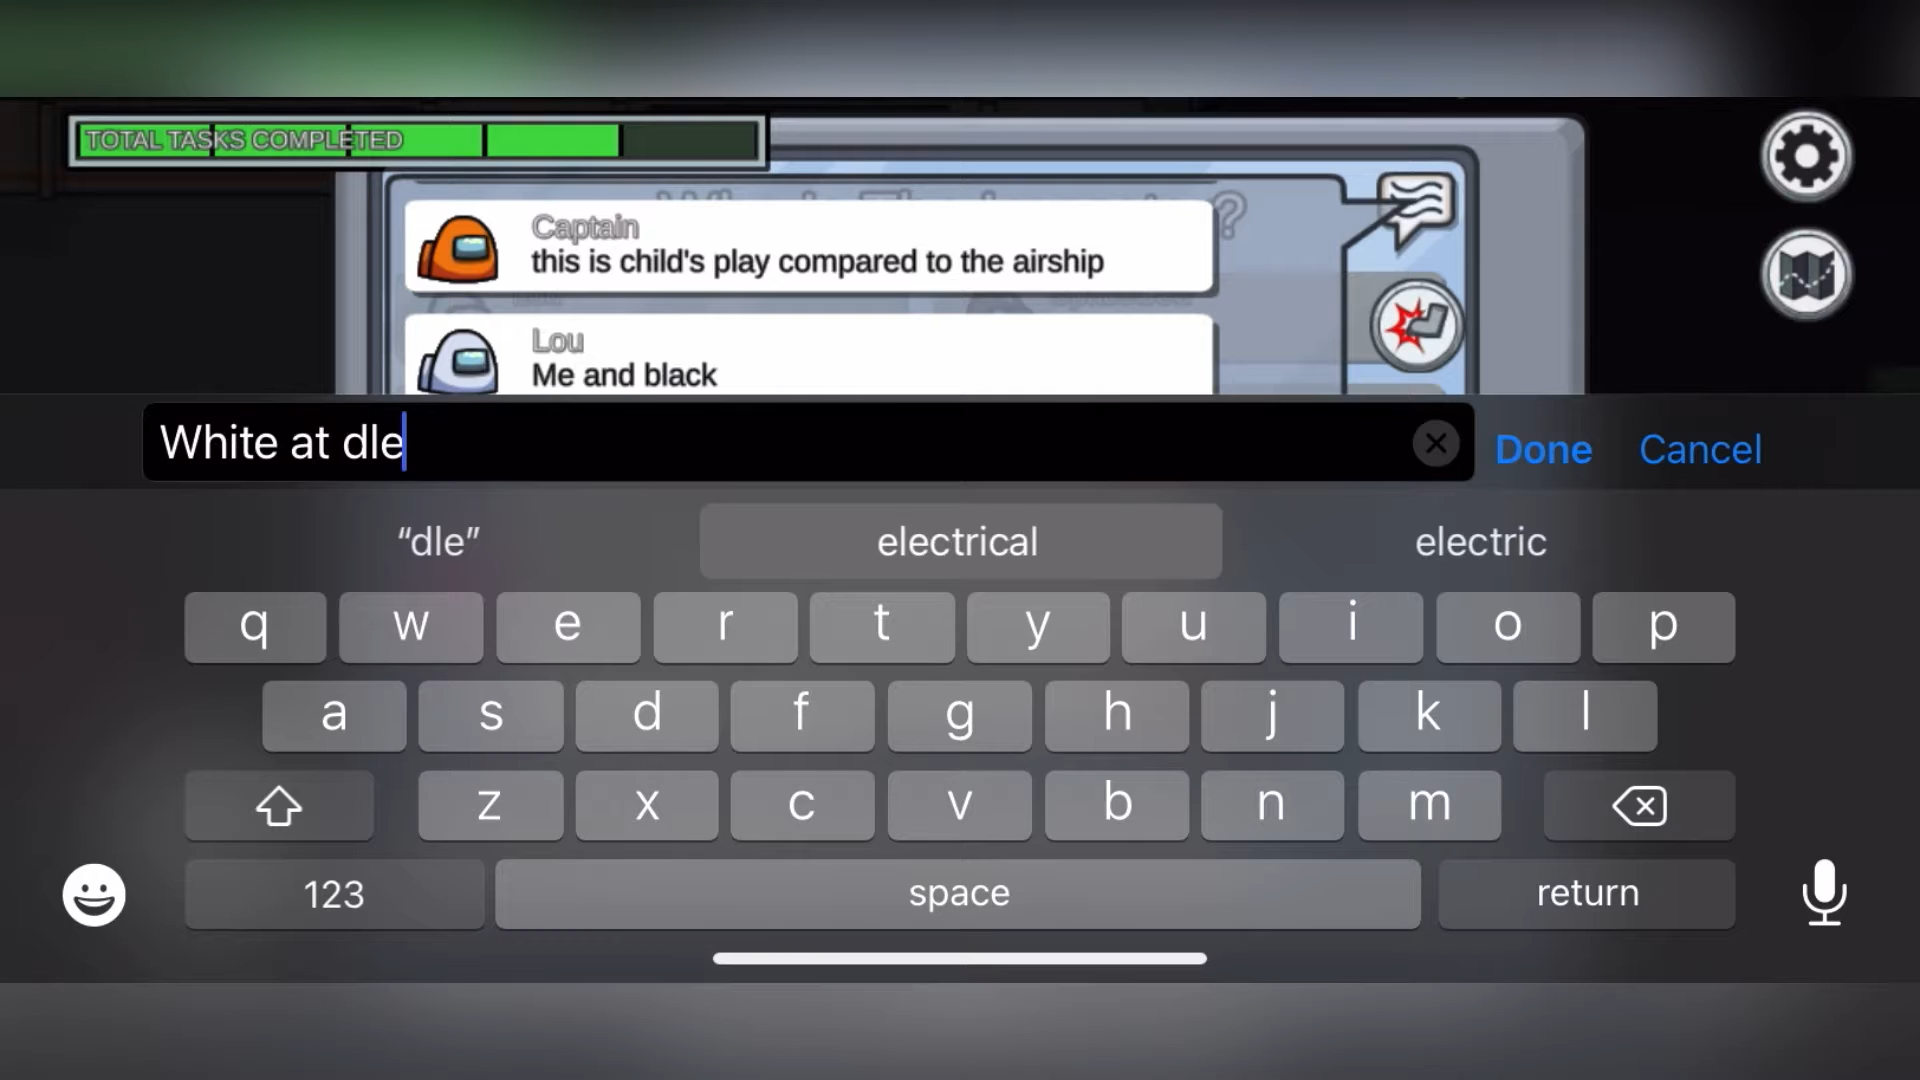 TOTAL TASKS COMPLETED
?
Captain
this is child's play compared to the airship
Lou
Me and black
White at dle
Done
Cancel
“dle”
electrical
electric
q w e r t y u i o p
a s d f g h j k l
z x c v b n m
123
space
return